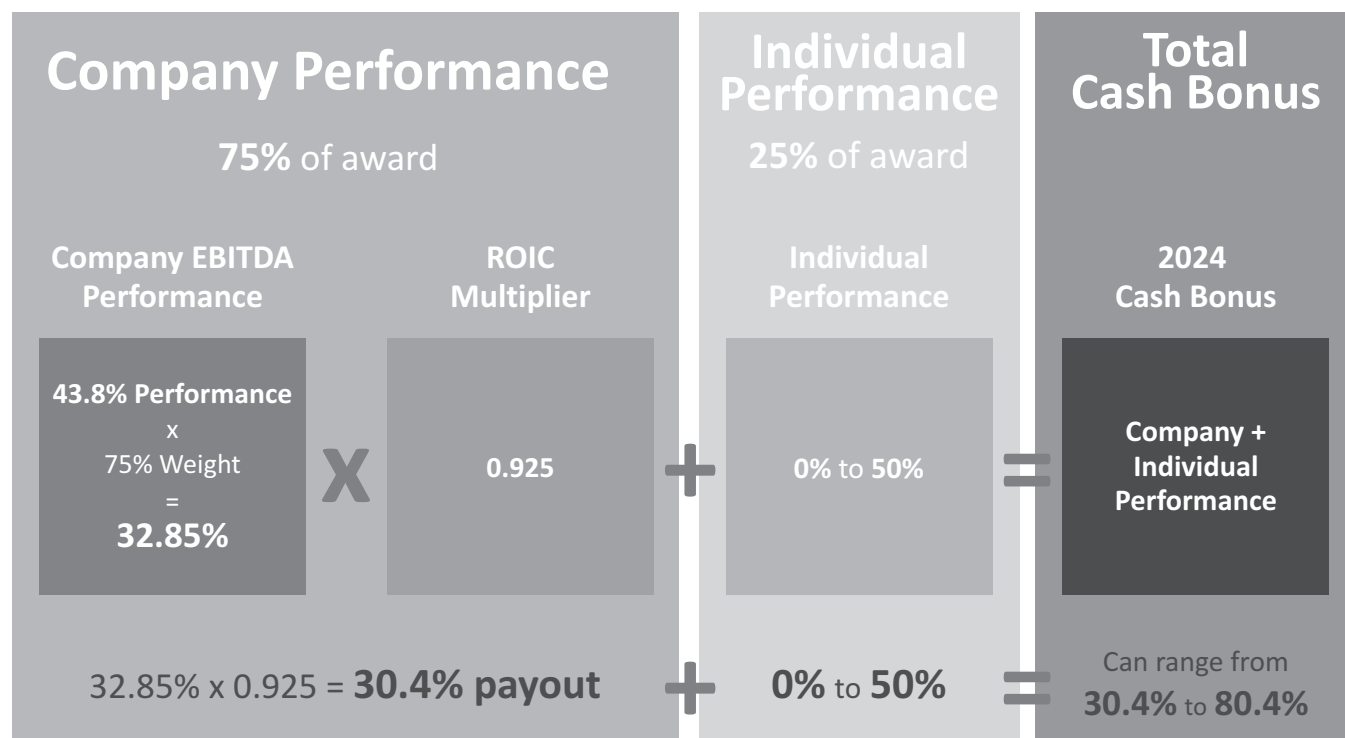 Company Performance
75% of award
Company EBITDA
Performance
ROIC
Multiplier
43.8% Performance
x
75% Weight
=
32.85%
X
0.925
32.85% x 0.925 = 30.4% payout
+
+
Individual
Performance
25% of award
Individual
Performance
0% to 50%
0% to 50%
=
=
Total
Cash Bonus
2024
Cash Bonus
Company +
Individual
Performance
Can range from
30.4% to 80.4%